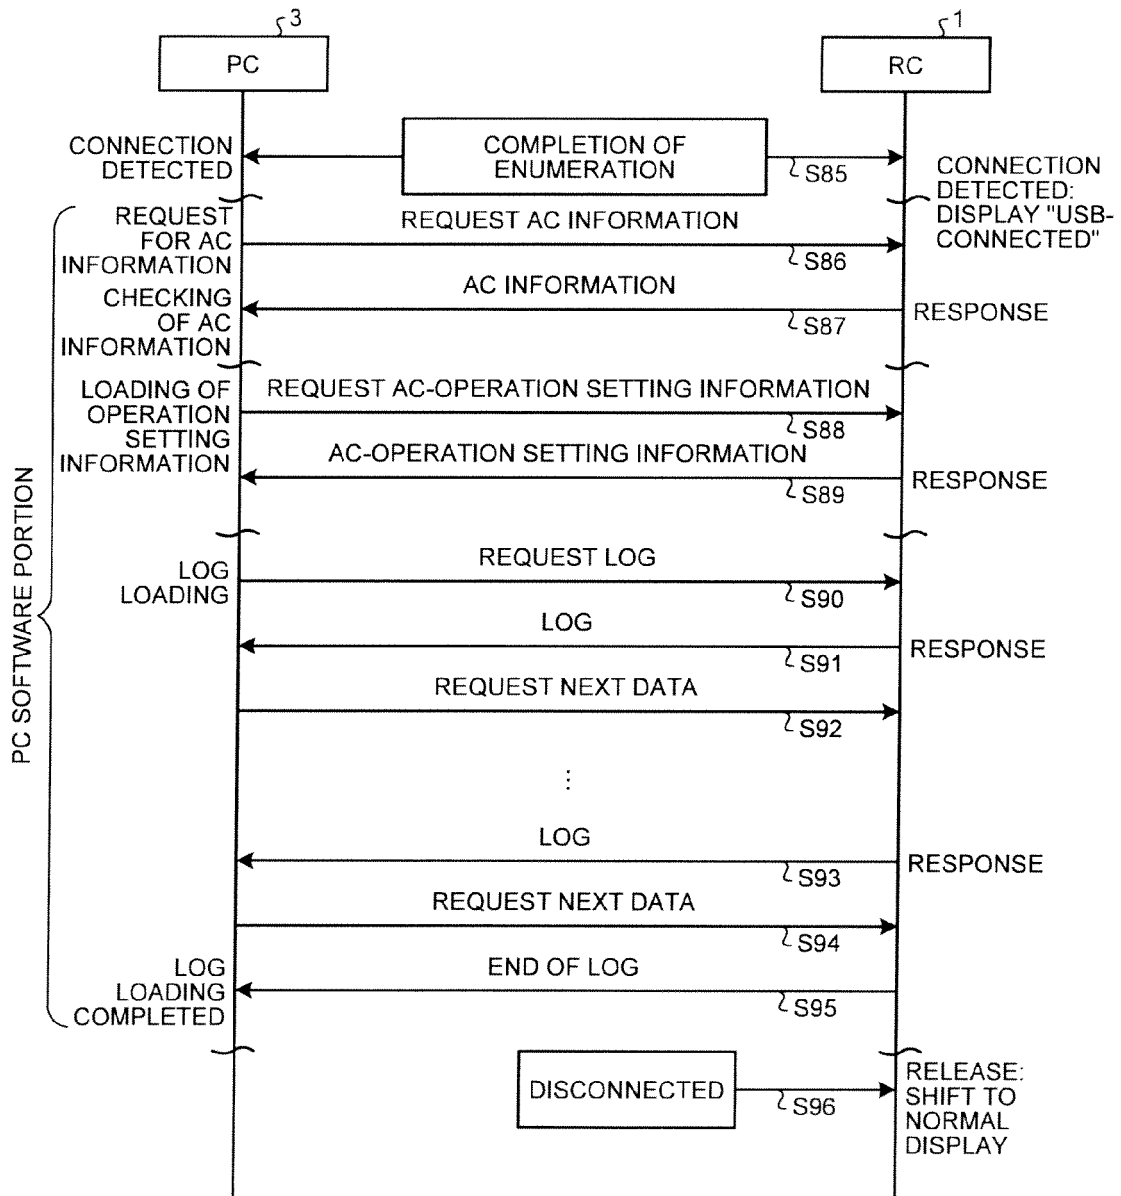 3
1
PC
RC
CONNECTION
DETECTED
COMPLETION OF
ENUMERATION
S85
CONNECTION
DETECTED:
DISPLAY "USB-
CONNECTED"
PC SOFTWARE PORTION
REQUEST
FOR AC
INFORMATION
REQUEST AC INFORMATION
S86
CHECKING
OF AC
INFORMATION
AC INFORMATION
S87
RESPONSE
LOADING OF
OPERATION
SETTING
INFORMATION
REQUEST AC-OPERATION SETTING INFORMATION
S88
AC-OPERATION SETTING INFORMATION
S89
RESPONSE
LOG
LOADING
REQUEST LOG
S90
LOG
S91
RESPONSE
REQUEST NEXT DATA
S92
⋮
LOG
S93
RESPONSE
REQUEST NEXT DATA
S94
LOG
LOADING
COMPLETED
END OF LOG
S95
DISCONNECTED
S96
RELEASE:
SHIFT TO
NORMAL
DISPLAY